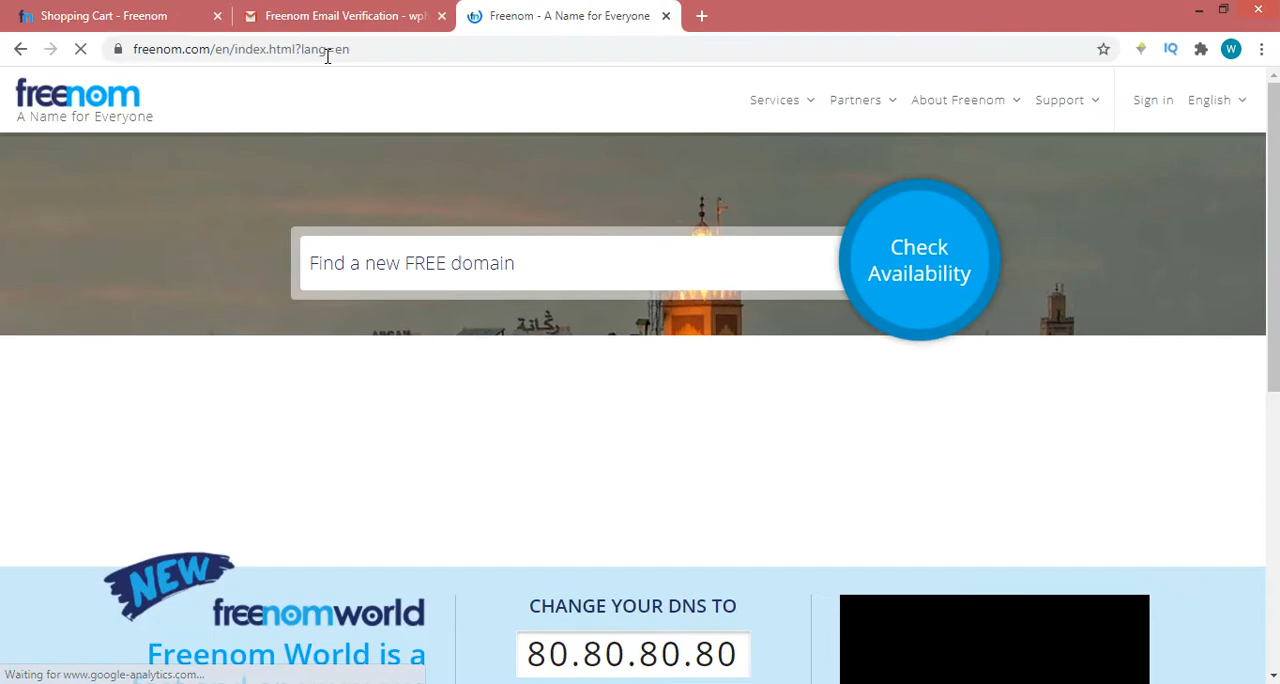 Shopping Cart - Freenom
Freenom Email Verification - wph
Freenom - A Name for Everyone
freenom.com/en/index.html?lang=en
IQ
W
freenom
A Name for Everyone
Services
Partners
About Freenom
Support
Sign in
English
Find a new FREE domain
Check
Availability
NEW
freenomworld
Freenom World is a
CHANGE YOUR DNS TO
80.80.80.80
Waiting for www.google-analytics.com...